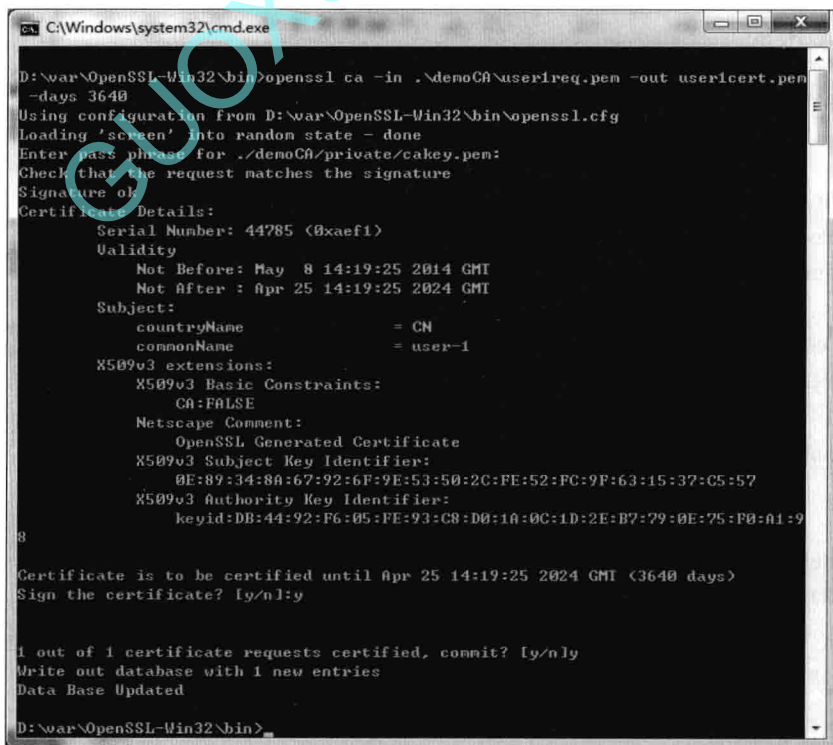 C:\Windows\system32\cmd.exe
D:\var\OpenSSL-Win32\bin>openssl ca -in .\demoCA\user1req.pem -out user1cert.pem
-days 3640
Using configuration from D:\var\OpenSSL-Win32\bin\openssl.cfg
Loading 'screen' into random state - done
Enter pass phrase for ./demoCA/private/cakey.pem:
Check that the request matches the signature
Signature ok
Certificate Details:
Serial Number: 44785 (0xaef1)
Validity
Not Before: May 8 14:19:25 2014 GMT
Not After : Apr 25 14:19:25 2024 GMT
Subject:
countryName = CN
commonName = user-1
X509v3 extensions:
X509v3 Basic Constraints:
CA:FALSE
Netscape Comment:
OpenSSL Generated Certificate
X509v3 Subject Key Identifier:
0E:89:34:8A:67:92:6F:9E:53:50:2C:FE:52:FC:9F:63:15:37:C5:57
X509v3 Authority Key Identifier:
keyid:DB:44:92:F6:05:FE:93:C8:D0:1A:0C:1D:2E:B7:79:0E:75:F0:A1:9
8
Certificate is to be certified until Apr 25 14:19:25 2024 GMT (3640 days)
Sign the certificate? [y/n]:y
1 out of 1 certificate requests certified, commit? [y/n]y
Write out database with 1 new entries
Data Base Updated
D:\var\OpenSSL-Win32\bin>